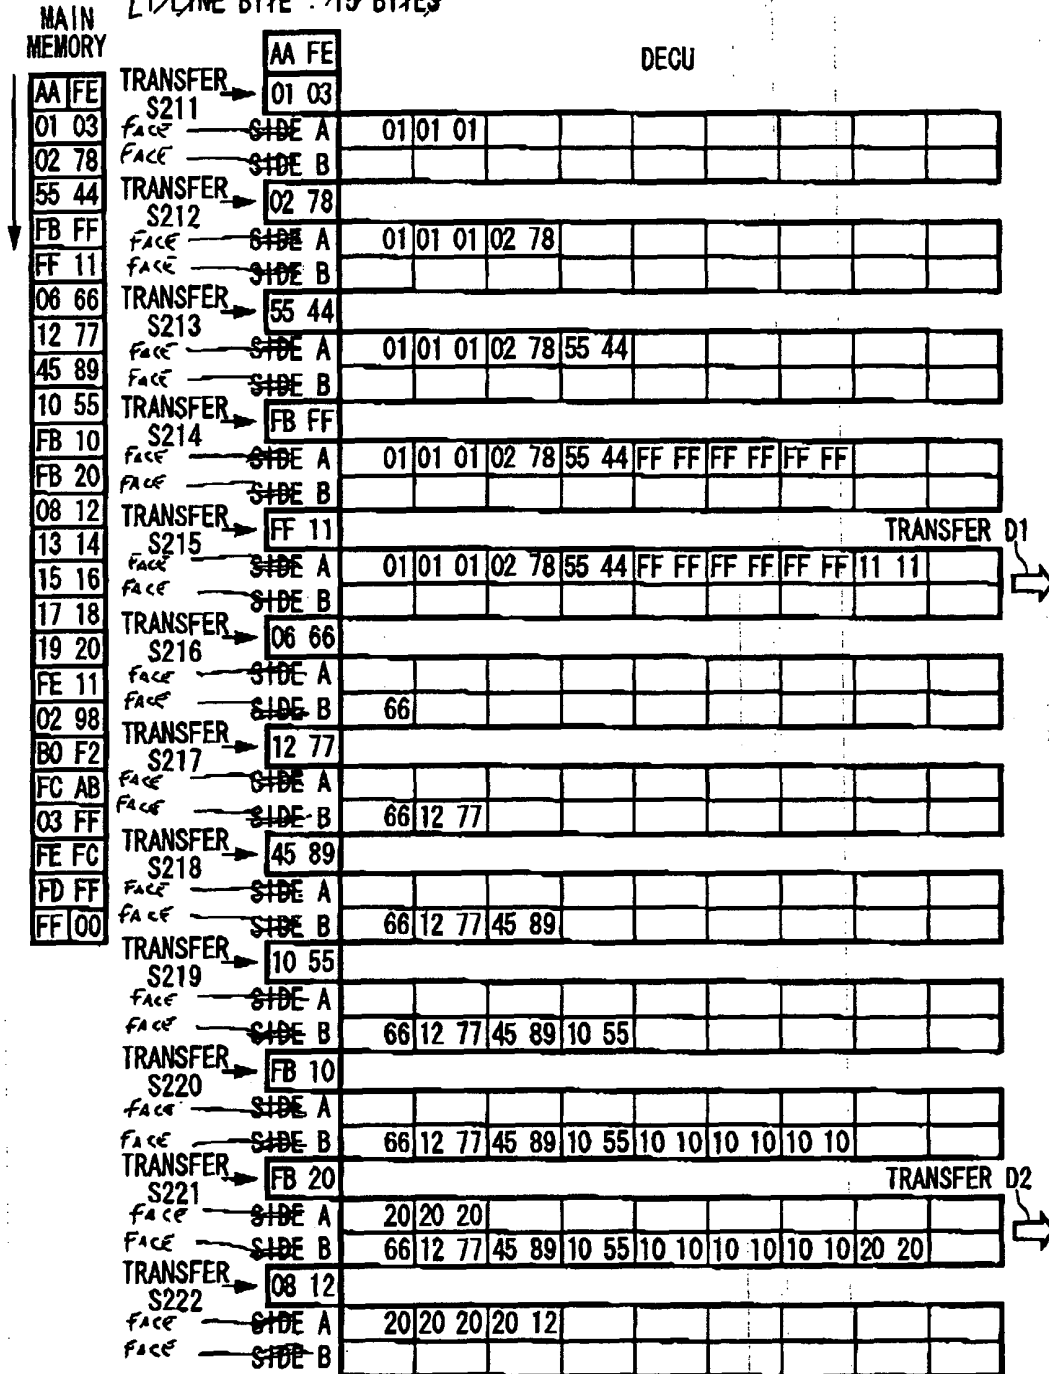 LINE BYTE : 15 BYTES
MAIN
MEMORY
AA FE
01 03
02 78
55 44
FB FF
FF 11
06 66
12 77
45 89
10 55
FB 10
FB 20
08 12
13 14
15 16
17 18
19 20
FE 11
02 98
B0 F2
FC AB
03 FF
FE FC
FD FF
FF 00
DECU
AA FE
TRANSFER S211 01 03
FACE SIDE A 01 01 01
FACE SIDE B
TRANSFER S212 02 78
FACE SIDE A 01 01 01 02 78
FACE SIDE B
TRANSFER S213 55 44
FACE SIDE A 01 01 01 02 78 55 44
FACE SIDE B
TRANSFER S214 FB FF
FACE SIDE A 01 01 01 02 78 55 44 FF FF FF FF FF FF
FACE SIDE B
TRANSFER S215 FF 11 TRANSFER D1
FACE SIDE A 01 01 01 02 78 55 44 FF FF FF FF FF FF 11 11
FACE SIDE B
TRANSFER S216 06 66
FACE SIDE A
FACE SIDE B 66
TRANSFER S217 12 77
FACE SIDE A
FACE SIDE B 66 12 77
TRANSFER S218 45 89
FACE SIDE A
FACE SIDE B 66 12 77 45 89
TRANSFER S219 10 55
FACE SIDE A
FACE SIDE B 66 12 77 45 89 10 55
TRANSFER S220 FB 10
FACE SIDE A
FACE SIDE B 66 12 77 45 89 10 55 10 10 10 10 10 10
TRANSFER S221 FB 20 TRANSFER D2
FACE SIDE A 20 20 20
FACE SIDE B 66 12 77 45 89 10 55 10 10 10 10 10 10 20 20
TRANSFER S222 08 12
FACE SIDE A 20 20 20 20 12
FACE SIDE B